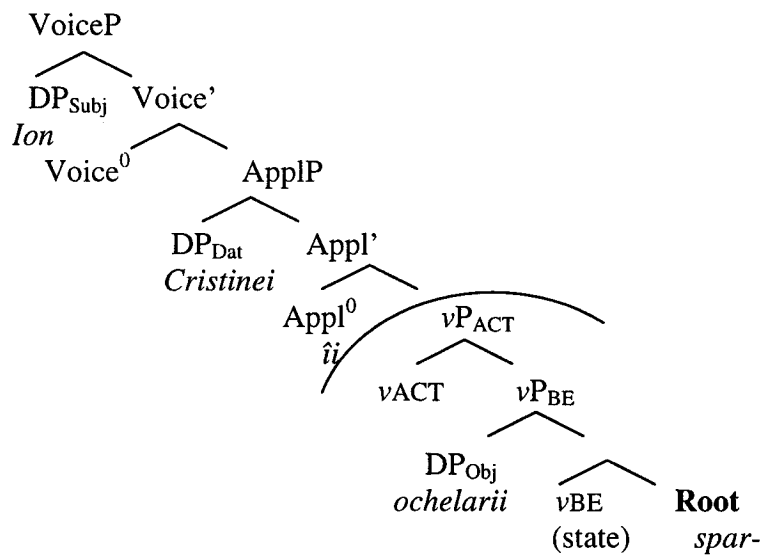 VoiceP
DPSubj Voice’
Ion
Voice0 ApplP
DPDat Appl’
Cristinei
Appl0 vPACT
îi
vACT vPBE
DPObj
ochelarii vBE Root
(state) spar-